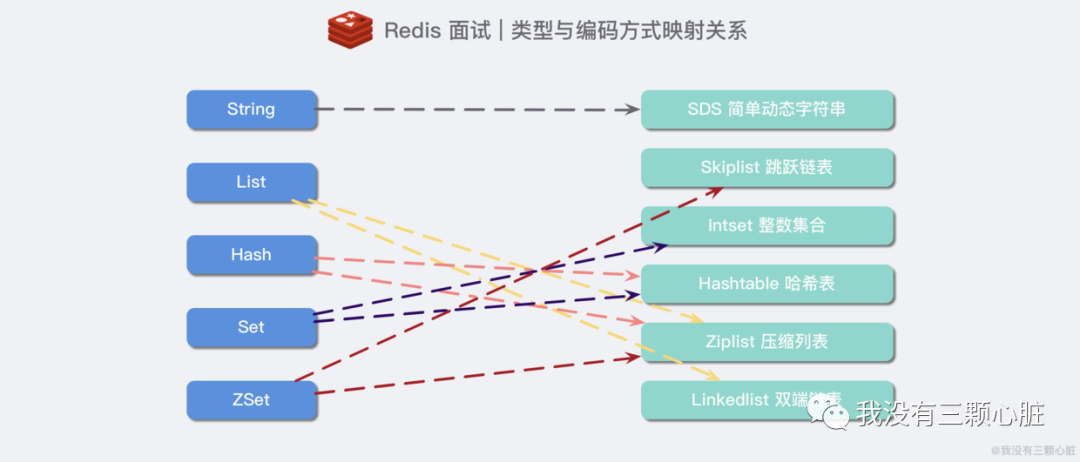 Redis 面试 | 类型与编码方式映射关系
String
SDS 简单动态字符串
Skiplist 跳跃链表
List
Intset 整数集合
Hash
Hashtable 哈希表
Set
Ziplist 压缩列表
ZSet
Linkedlist 双端链表
我没有三颗心脏
@我没有三颗心脏